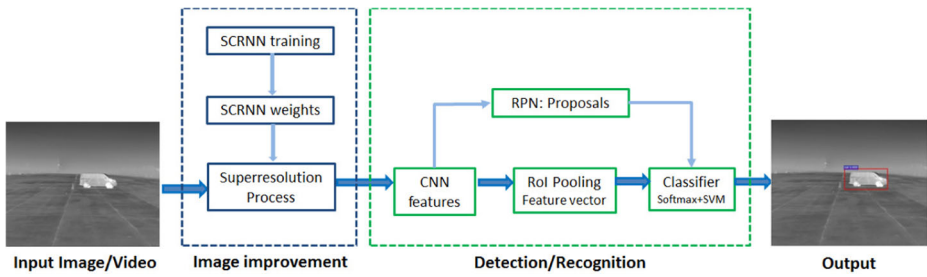 SCRNN training
SCRNN weights
Superresolution
Process
RPN: Proposals
CNN
features
RoI Pooling
Feature vector
Classifier
Softmax+SVM
Input Image/Video
Image improvement
Detection/Recognition
Output